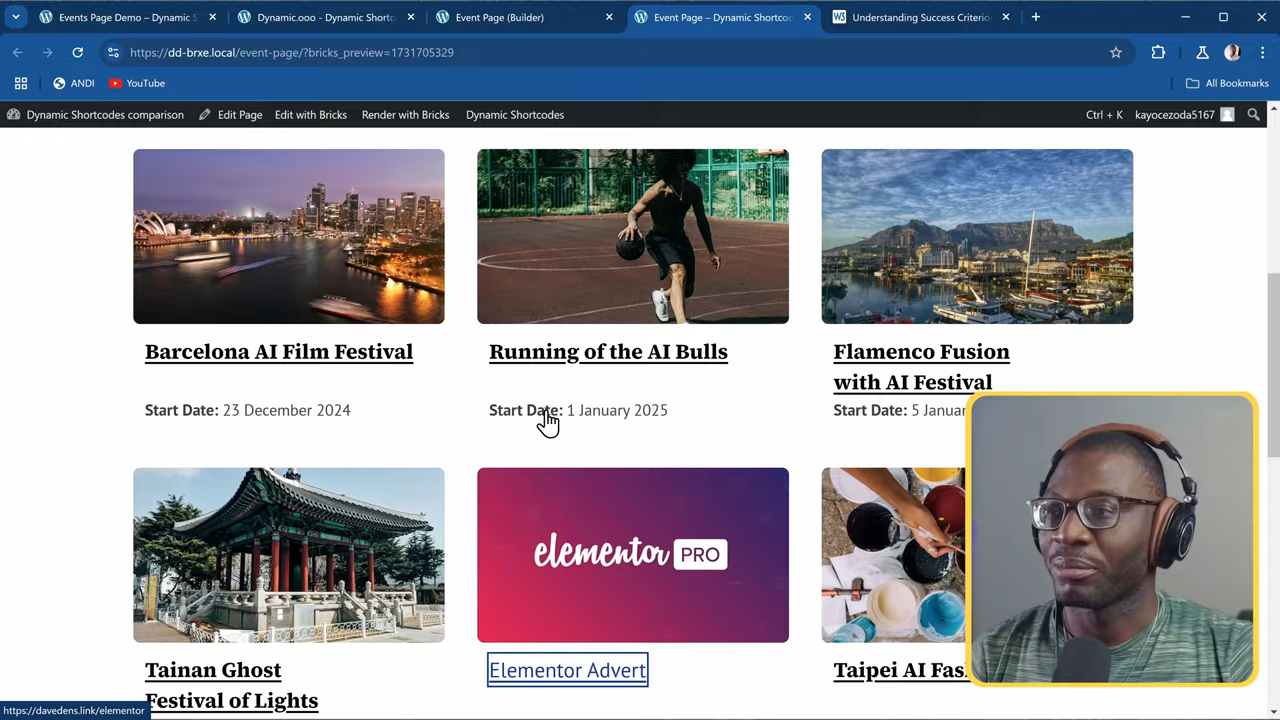 Events Page Demo – Dynamic S
Dynamic.ooo - Dynamic Shortc
Event Page (Builder)
Event Page – Dynamic Shortcod
Understanding Success Criterio
https://dd-brxe.local/event-page/?bricks_preview=1731705329
ANDI
YouTube
All Bookmarks
Dynamic Shortcodes comparison
Edit Page
Edit with Bricks
Render with Bricks
Dynamic Shortcodes
Ctrl + K
kayocezoda5167
Barcelona AI Film Festival
Running of the AI Bulls
Flamenco Fusion
with AI Festival
Start Date: 23 December 2024
Start Date: 1 January 2025
Start Date: 5 Januar
elementor PRO
Tainan Ghost
Festival of Lights
Elementor Advert
Taipei AI Fas
https://davedens.link/elementor